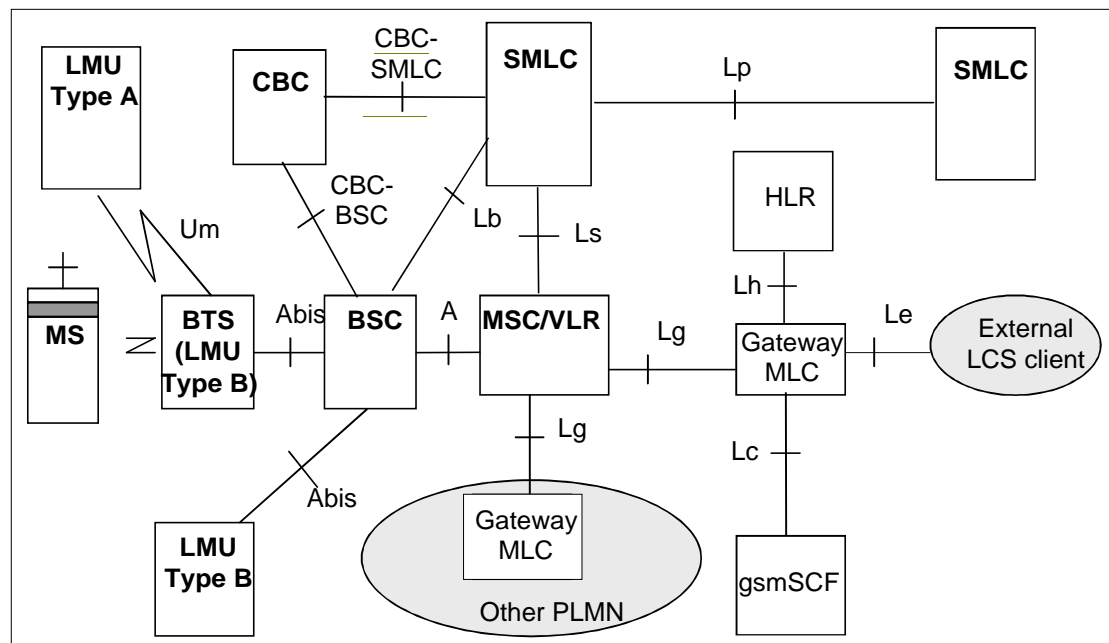 LMU
Type A
CBC
CBC-
SMLC
SMLC
Lp
SMLC
CBC-
BSC
Lb
Ls
HLR
Um
Lh
MS
BTS
(LMU
Type B)
Abis
BSC
A
MSC/VLR
Lg
Gateway
MLC
Le
External
LCS client
Abis
Lg
Lc
LMU
Type B
Gateway
MLC
Other PLMN
gsmSCF